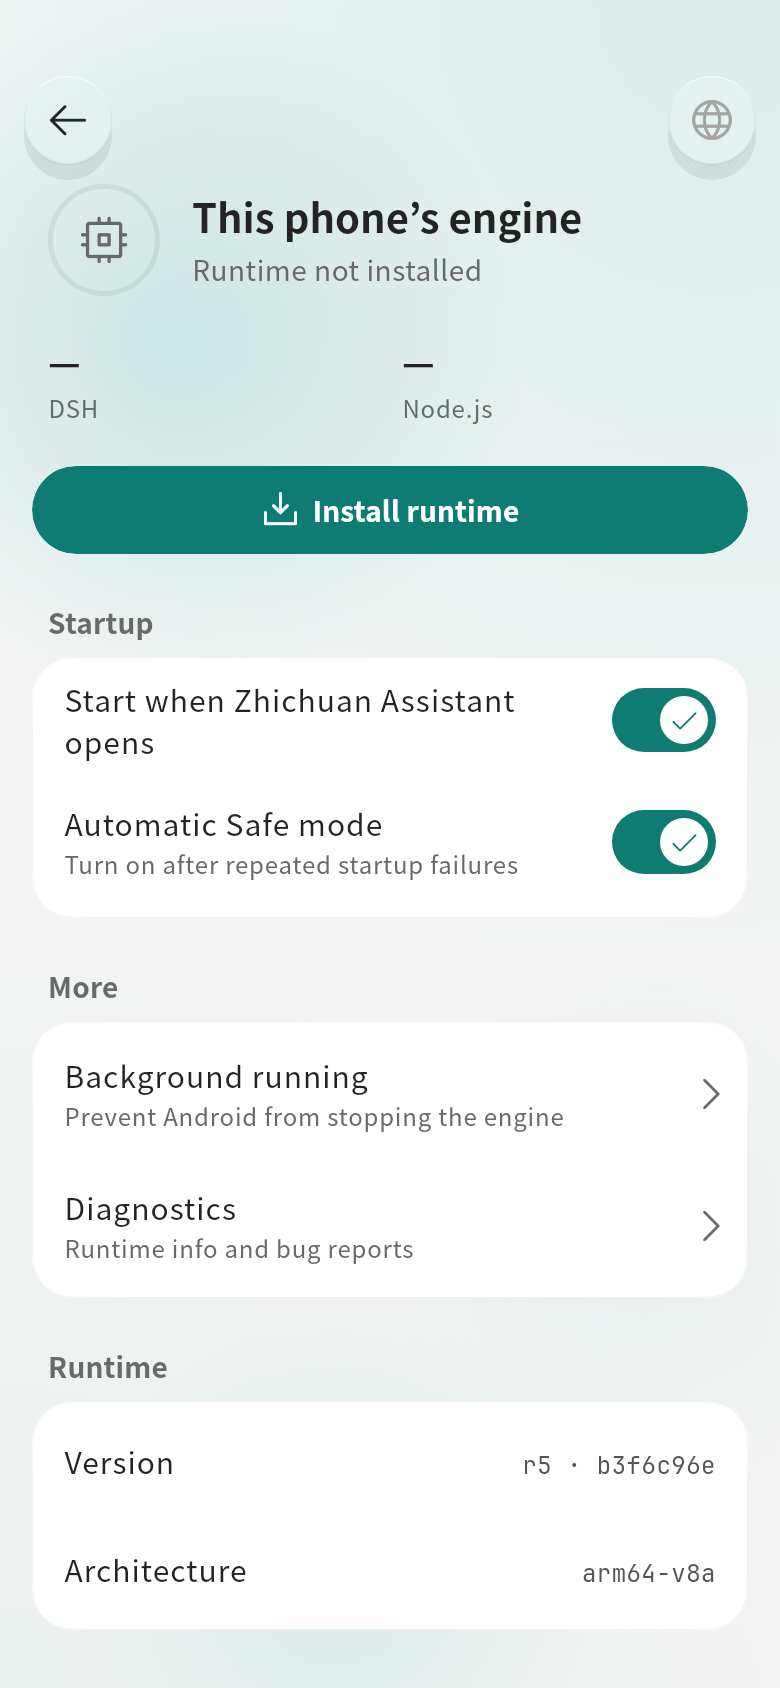 This phone’s engine
Runtime not installed
— —
DSH Node.js
Install runtime
Startup
Start when Zhichuan Assistant
opens
Automatic Safe mode
Turn on after repeated startup failures
More
Background running
Prevent Android from stopping the engine
Diagnostics
Runtime info and bug reports
Runtime
Version r5 · b3f6c96e
Architecture arm64-v8a